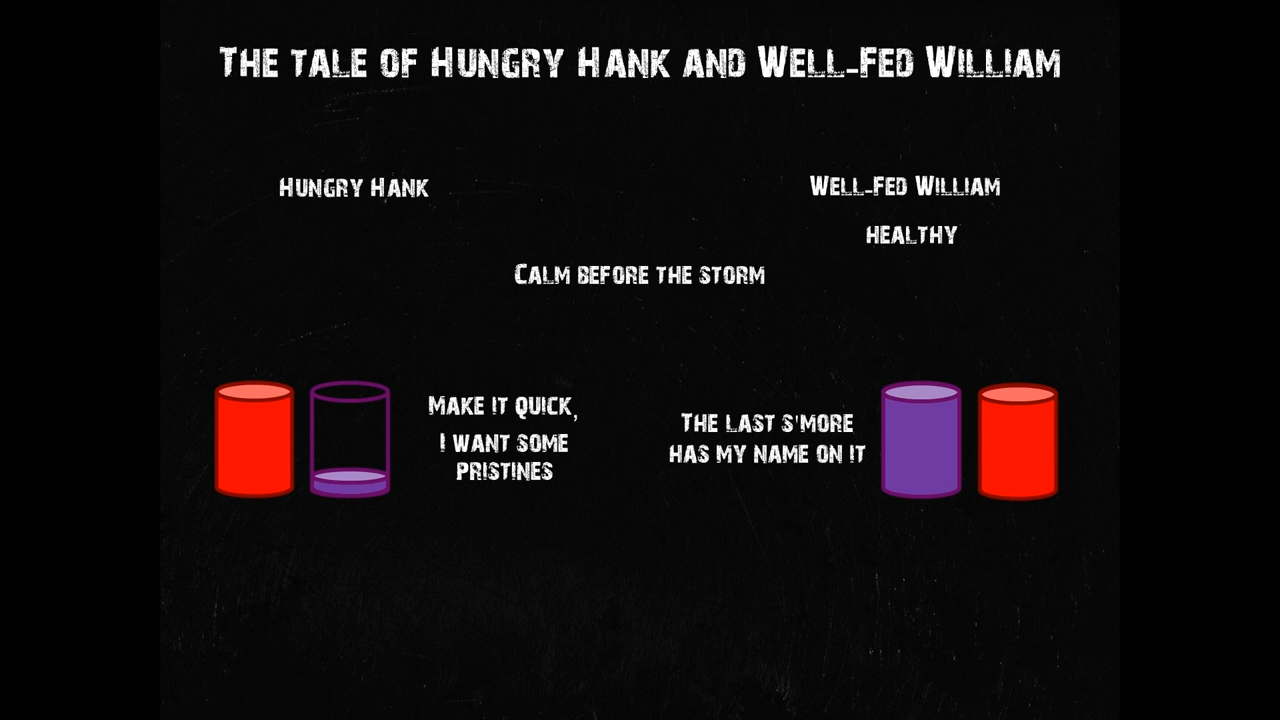 The tale of Hungry Hank and Well-Fed William
Hungry Hank
Well-Fed William
healthy
Calm before the storm
Make it quick,
I want some
pristines
The last s'more
has my name on it